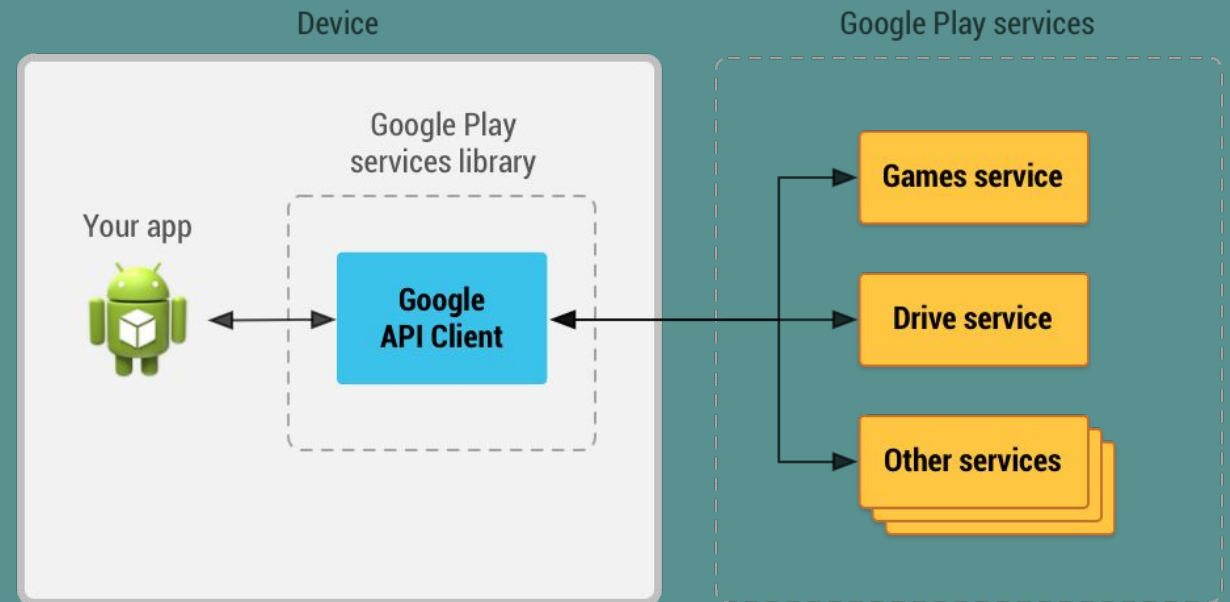 Device
Google Play services
Google Play
services library
Your app
Google
API Client
Games service
Drive service
Other services